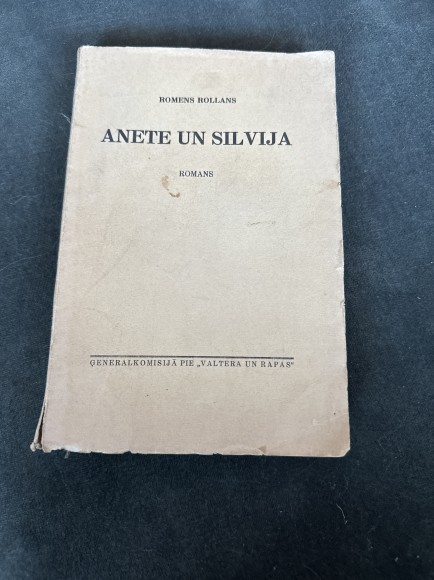 ROMENS ROLLANS
ANETE UN SILVIJA
ROMANS
ĢENERALKOMISIJĀ PIE „VALTERA UN RAPAS“